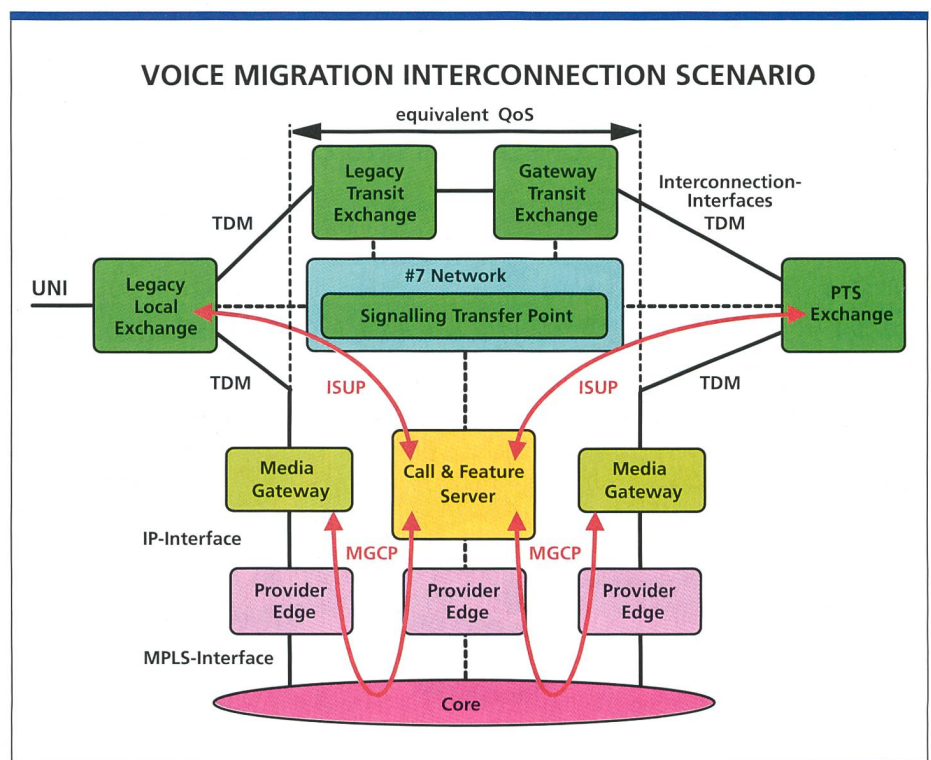 VOICE MIGRATION INTERCONNECTION SCENARIO
equivalent QoS
Legacy
Transit
Exchange
Gateway
Transit
Exchange
Interconnection-
Interfaces
TDM
TDM
UNI
Legacy
Local
Exchange
#7 Network
Signalling Transfer Point
PTS
Exchange
TDM
ISUP
ISUP
TDM
Media
Gateway
Call & Feature
Server
Media
Gateway
IP-Interface
MGCP
MGCP
Provider
Edge
Provider
Edge
Provider
Edge
MPLS-Interface
Core